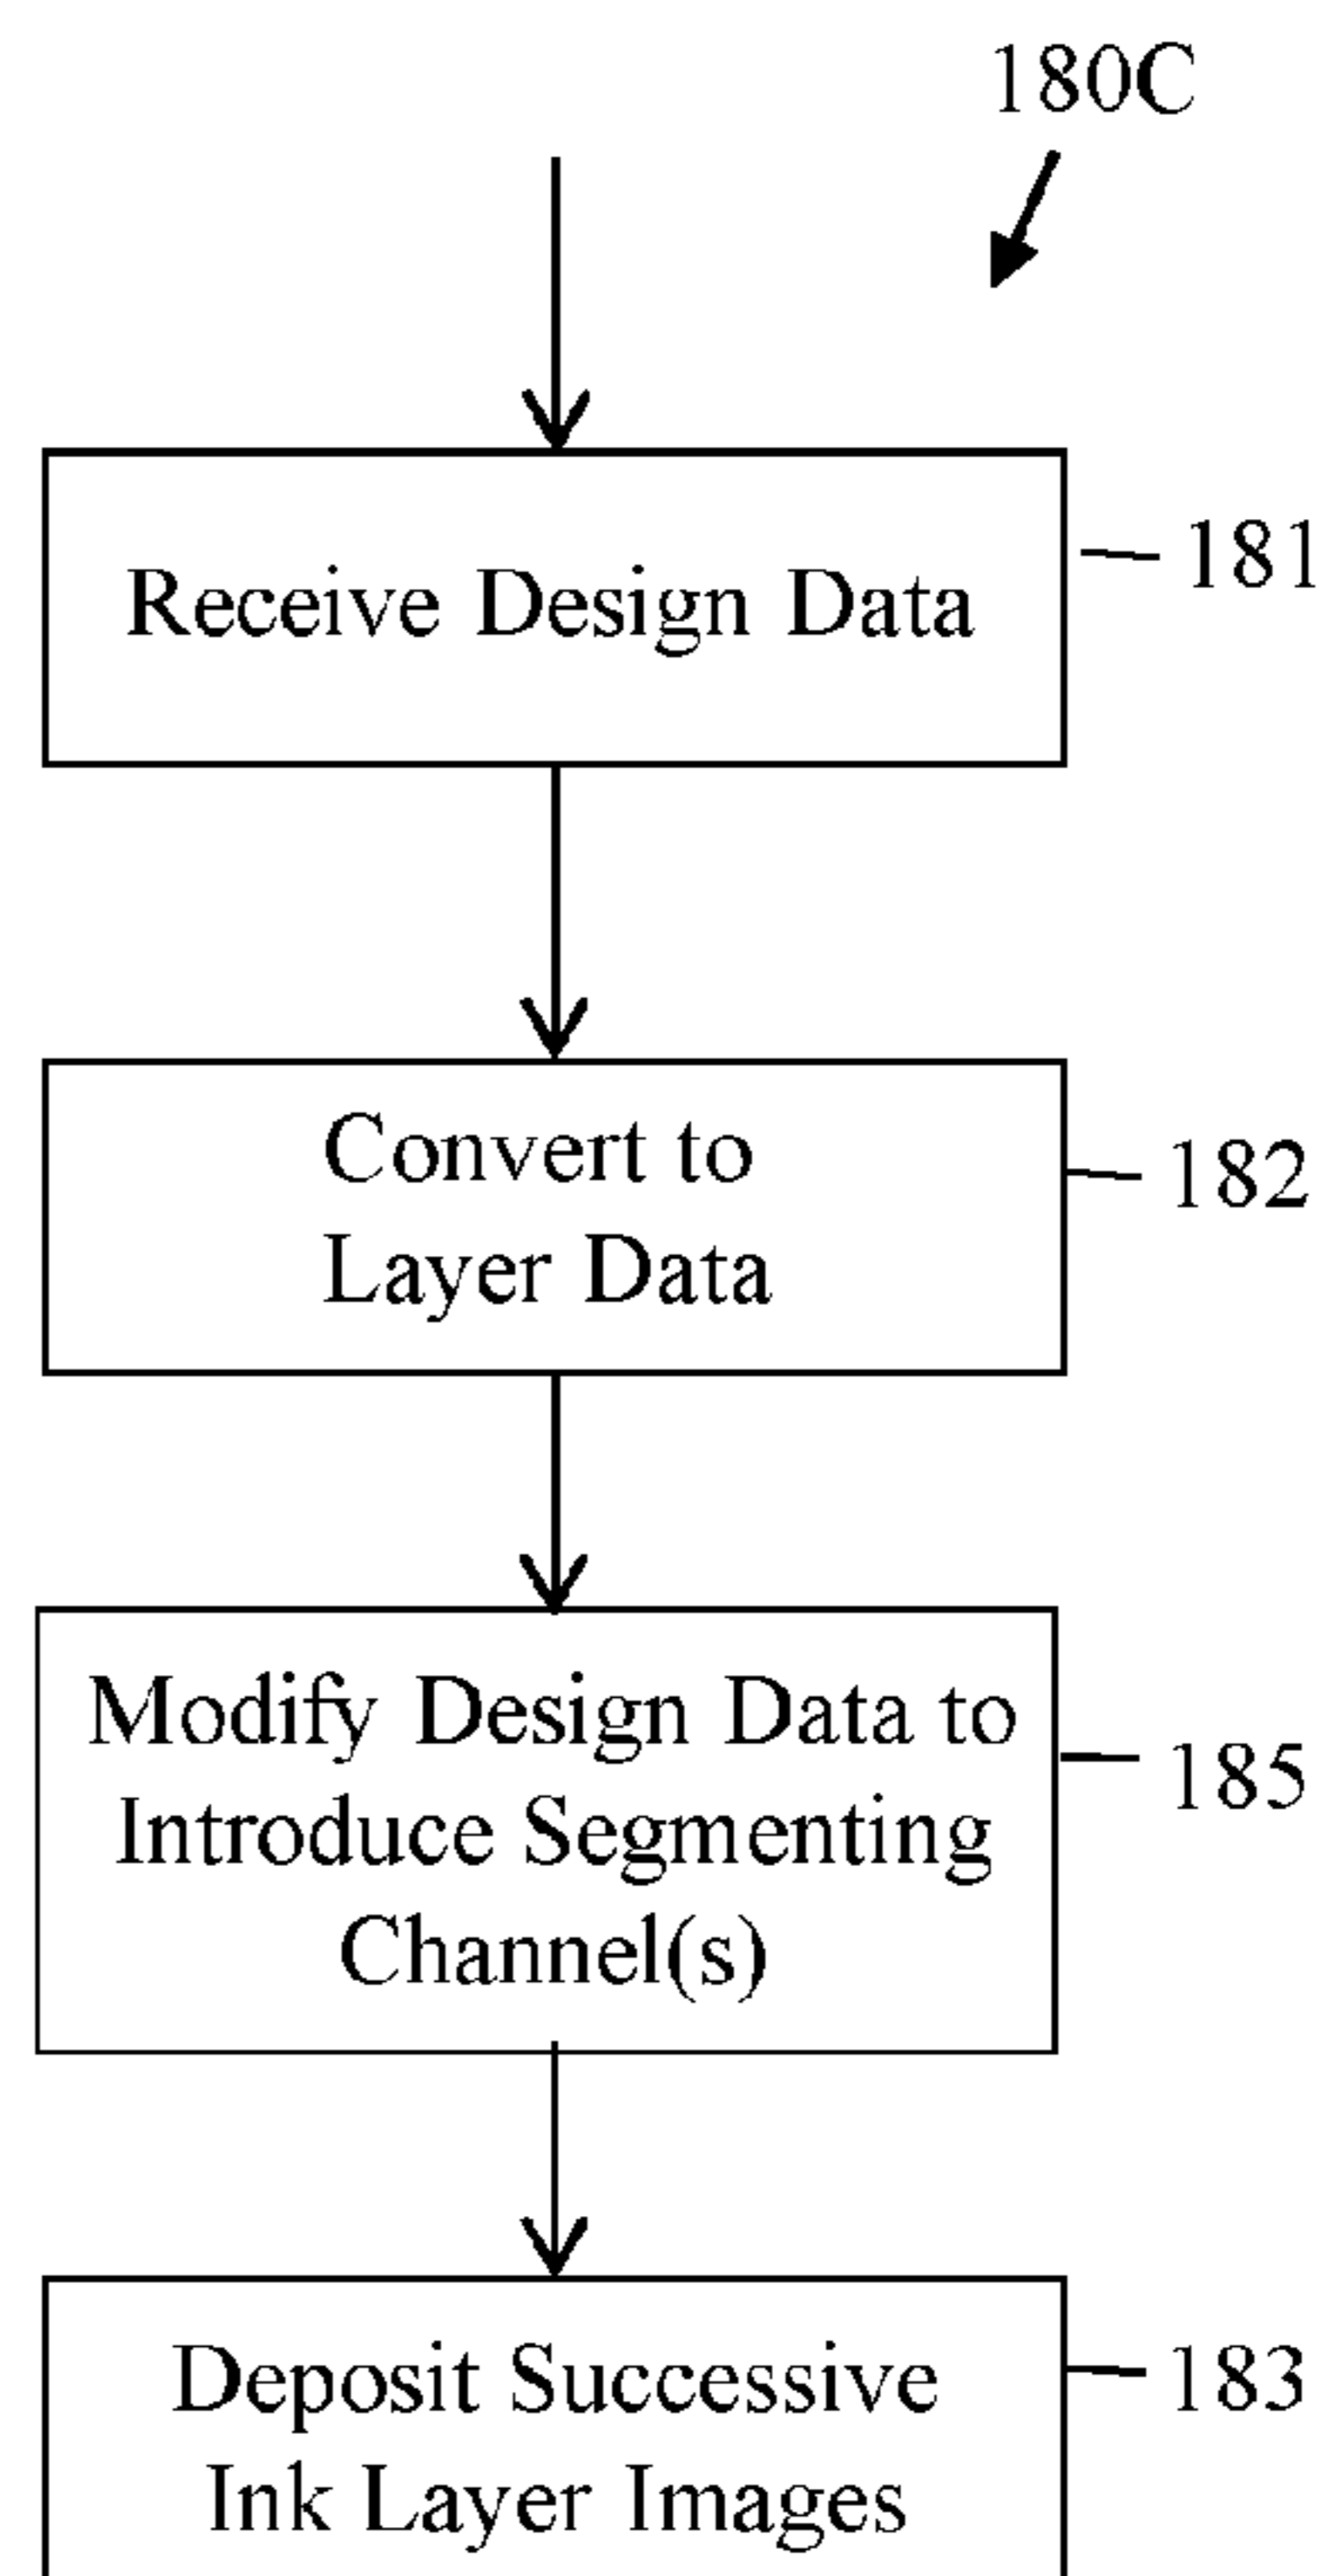 180C
Receive Design Data
181
Convert to
Layer Data
182
Modify Design Data to
Introduce Segmenting
Channel(s)
185
Deposit Successive
Ink Layer Images
183